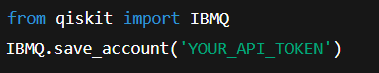 from qiskit import IBMQ
IBMQ.save_account('YOUR_API_TOKEN')